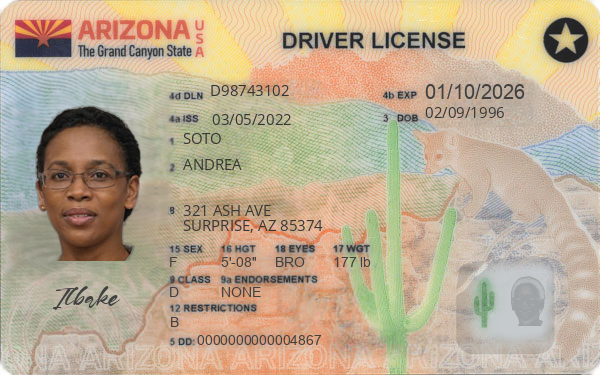 ARIZONA USA
The Grand Canyon State
DRIVER LICENSE
4d DLN D98743102
4b EXP 01/10/2026
4a ISS 03/05/2022
3 DOB 02/09/1996
1 SOTO
2 ANDREA
8 321 ASH AVE
SURPRISE, AZ 85374
15 SEX 16 HGT 18 EYES 17 WGT
F 5'-08" BRO 177 lb
9 CLASS 9a ENDORSEMENTS
D NONE
12 RESTRICTIONS
B
5 DD: 0000000000004867
ARIZONA ARIZONA ARIZONA ARIZONA